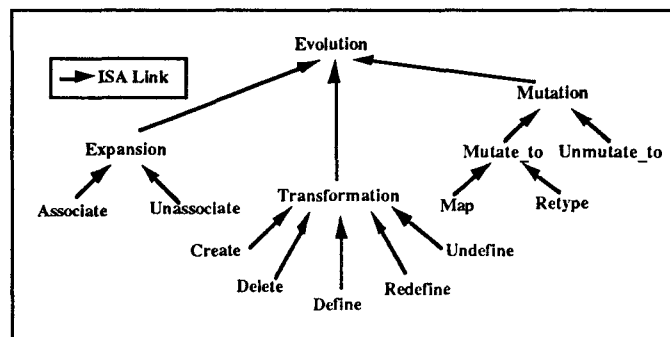 Evolution
ISA Link
Mutation
Expansion
Mutate_to
Unmutate_to
Associate
Unassociate
Transformation
Map
Retype
Create
Undefine
Delete
Redefine
Define